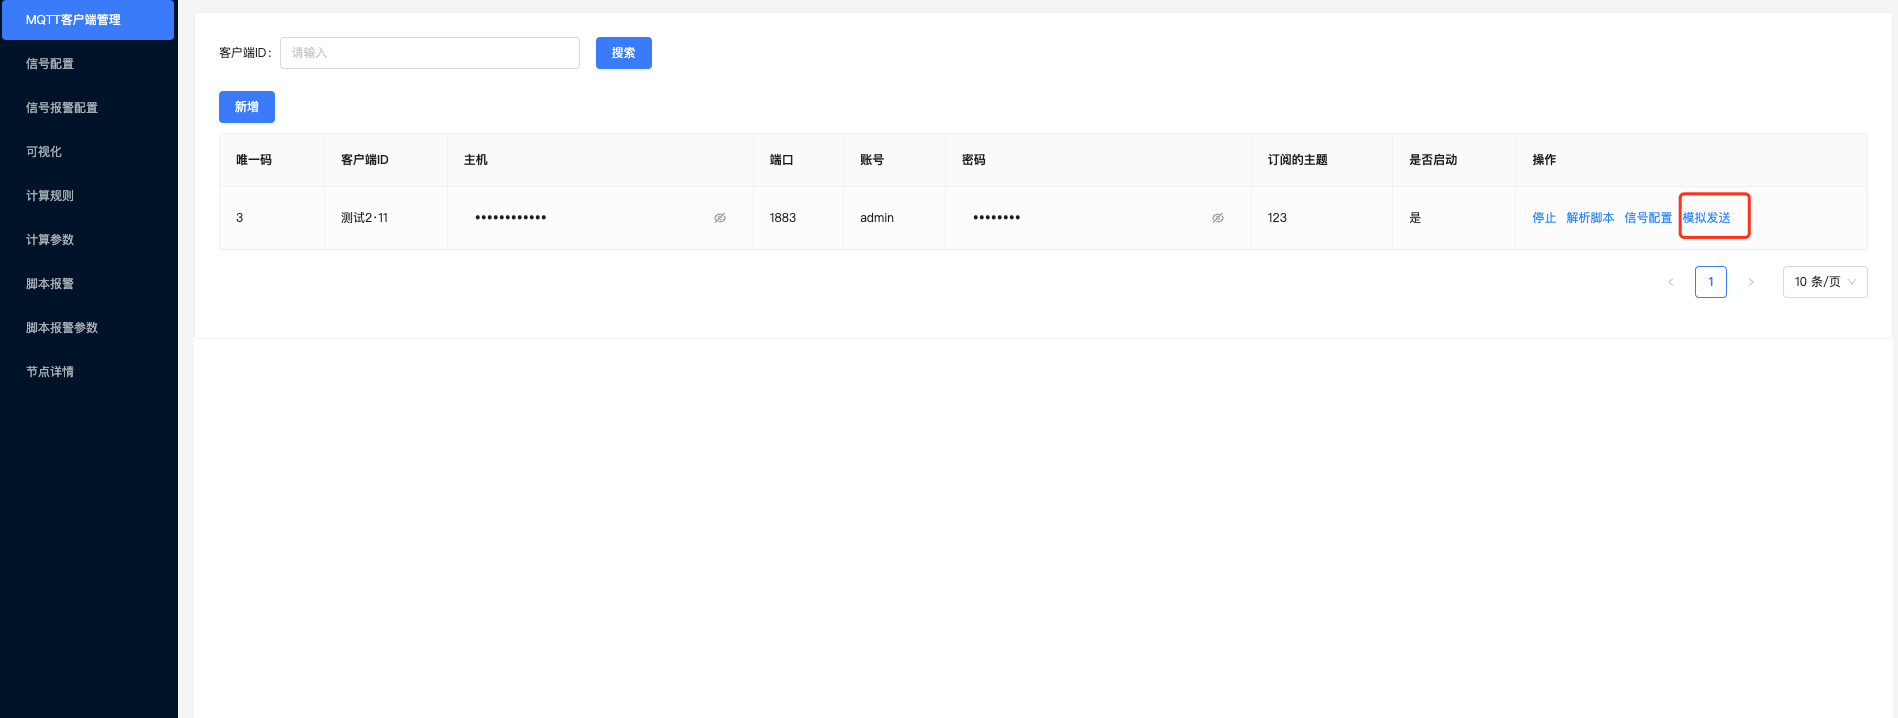 MQTT客户端管理
信号配置
信号报警配置
可视化
计算规则
计算参数
脚本报警
脚本报警参数
节点详情
客户端ID: 请输入 搜索
新增
唯一码 客户端ID 主机 端口 账号 密码 订阅的主题 是否启动 操作
3 测试2·11 •••••••••••• 1883 admin •••••••• 123 是 停止 解析脚本 信号配置 模拟发送
< 1 > 10 条/页